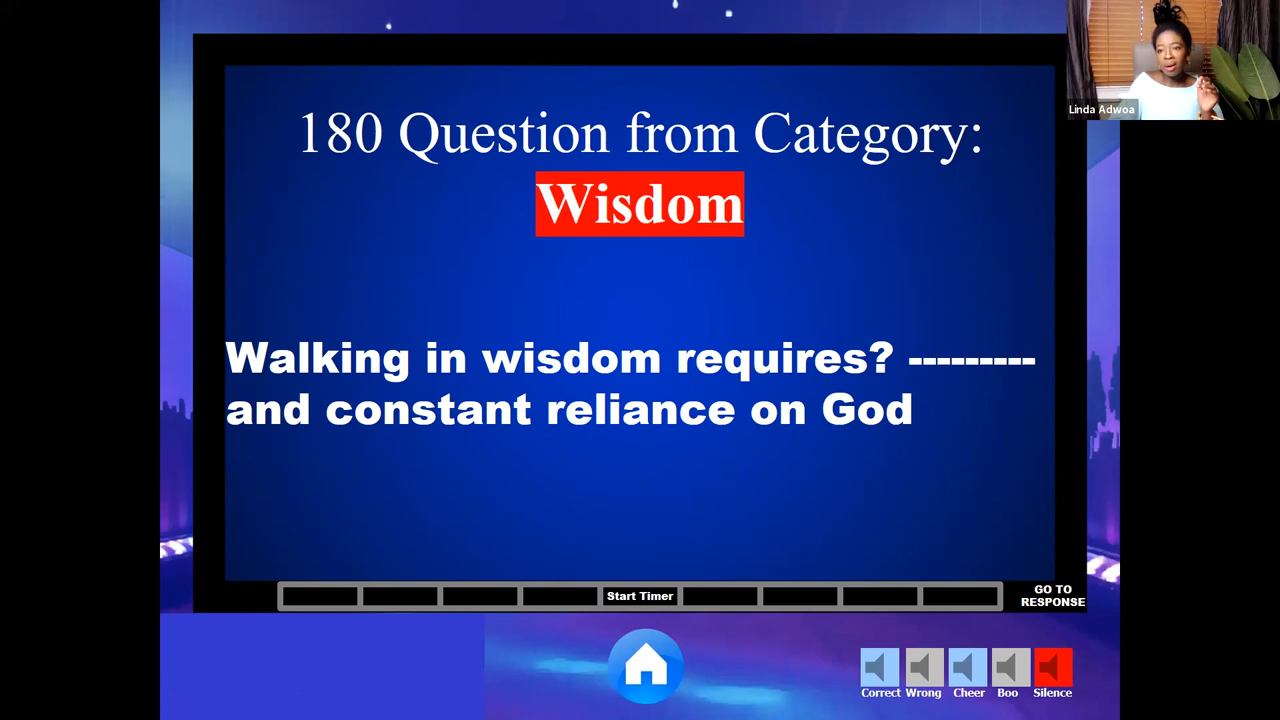 180 Question from Category:
Wisdom
Linda Adwoa
Walking in wisdom requires? ---------
and constant reliance on God
Start Timer
GO TO
RESPONSE
Correct Wrong Cheer Boo Silence